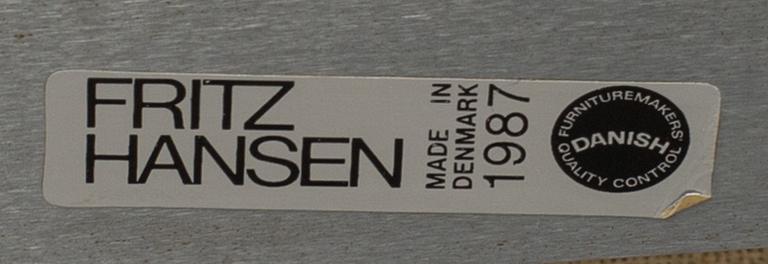 FRITZ
HANSEN
MADE IN
DENMARK
1987
FURNITUREMAKERS'
DANISH
QUALITY CONTROL